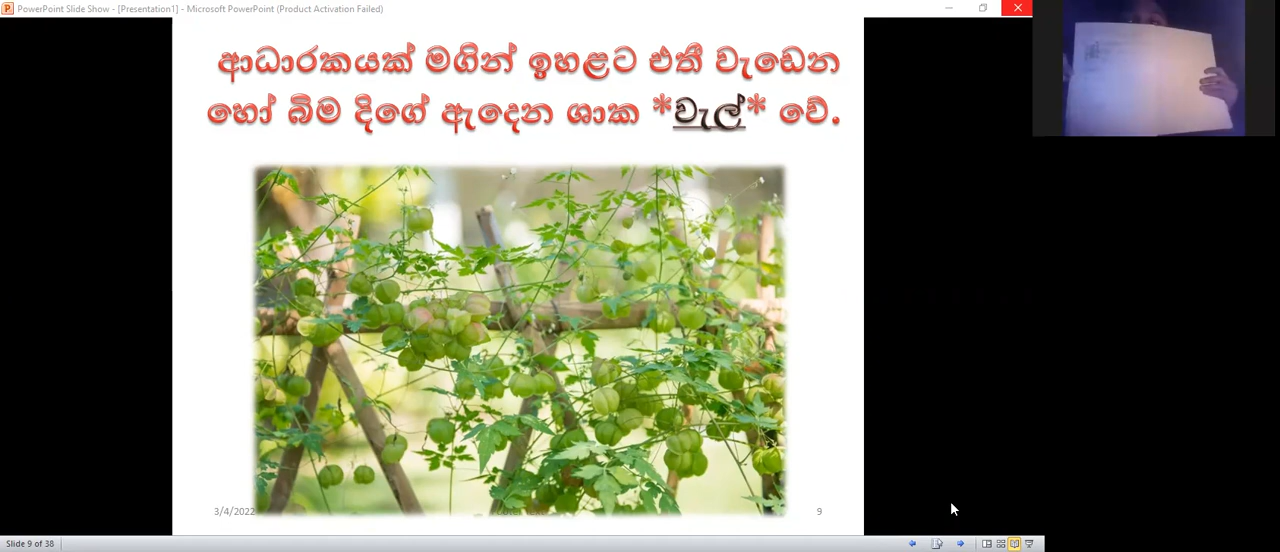 PowerPoint Slide Show - [Presentation1] - Microsoft PowerPoint (Product Activation Failed)
ආධාරකයක් මගින් ඉහළට එතී වැඩෙන
හෝ බිම දිගේ ඇදෙන ශාක *වැල්* වේ.
3/4/2022
9
Slide 9 of 38